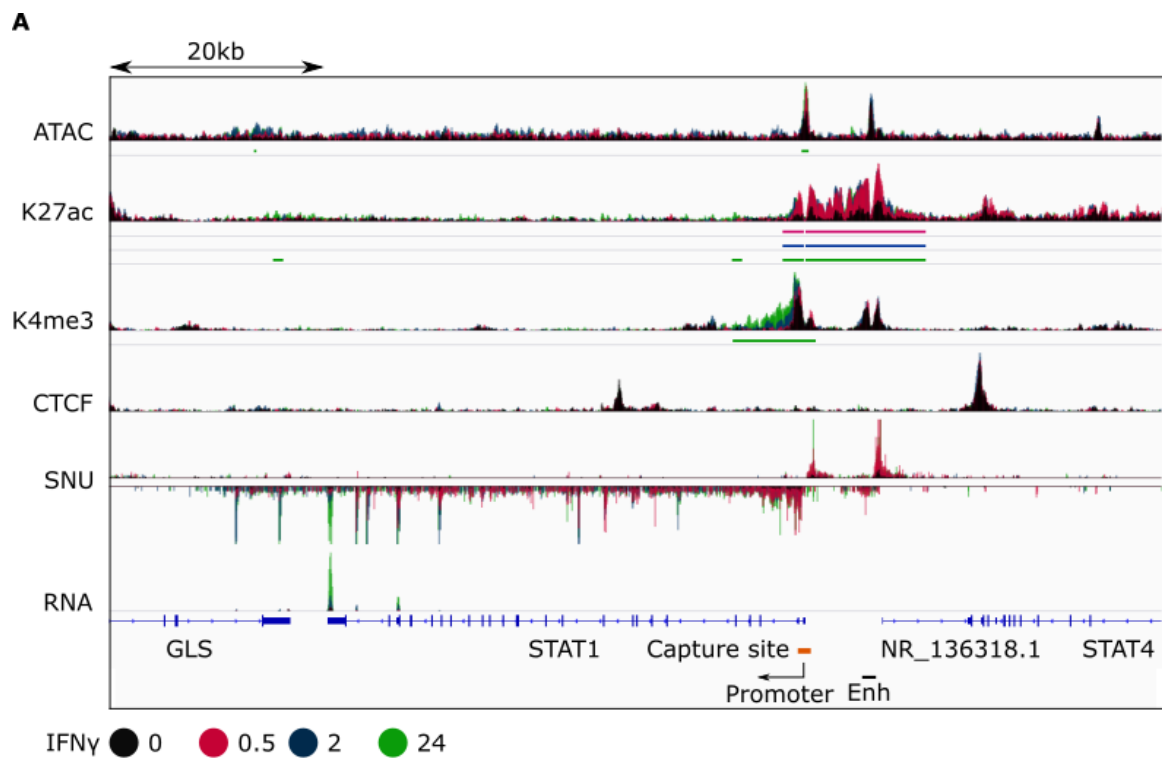 A
20kb
ATAC
K27ac
K4me3
CTCF
SNU
RNA
GLS STAT1 Capture site NR_136318.1 STAT4
Promoter Enh
IFNγ 0 0.5 2 24